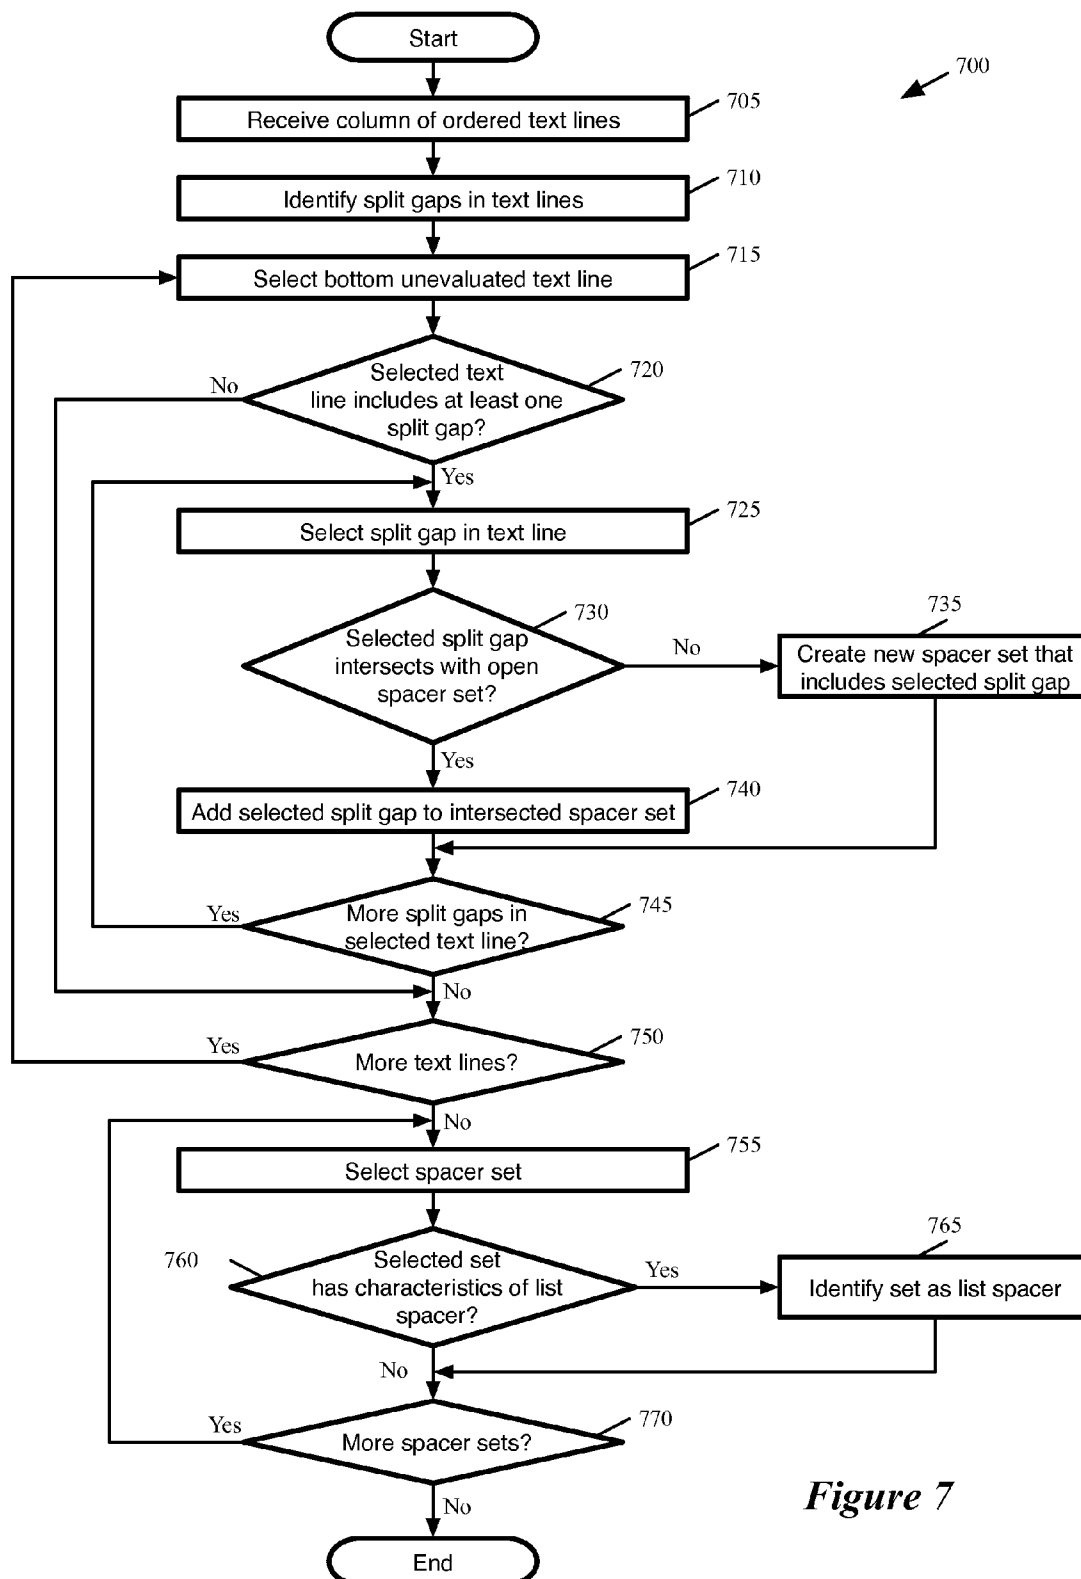 Start
700
705
Receive column of ordered text lines
710
Identify split gaps in text lines
715
Select bottom unevaluated text line
720
Selected text
line includes at least one
split gap?
No
Yes
725
Select split gap in text line
730
Selected split gap
intersects with open
spacer set?
No
735
Create new spacer set that
includes selected split gap
Yes
740
Add selected split gap to intersected spacer set
745
More split gaps in
selected text line?
Yes
No
750
More text lines?
Yes
No
755
Select spacer set
760
Selected set
has characteristics of list
spacer?
Yes
765
Identify set as list spacer
No
770
More spacer sets?
Yes
No
End
Figure 7